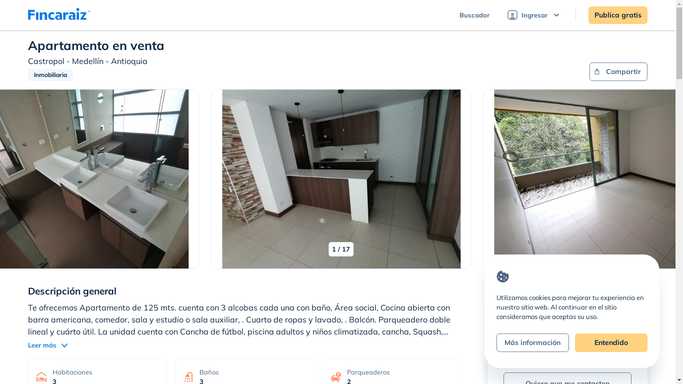 Fincaraiz
Buscador
Ingresar
Publica gratis
Apartamento en venta
Castropol - Medellín - Antioquia
Inmobiliaria
Compartir
1 / 17
Descripción general
Te ofrecemos Apartamento de 125 mts. cuenta con 3 alcobas cada una con baño, Área social, Cocina abierta con
barra americana, comedor, sala y estudio o sala auxiliar, . Cuarto de ropas y lavado, . Balcón. Parqueadero doble
lineal y cuárto útil. La unidad cuenta con Cancha de fútbol, piscina adultos y niños climatizada, cancha, Squash,...
Leer más
Habitaciones
3
Baños
3
Parqueaderos
2
Utilizamos cookies para mejorar tu experiencia en
nuestro sitio web. Al continuar en el sitio
consideramos que aceptas su uso.
Más información
Entendido
Quiero que me contacten